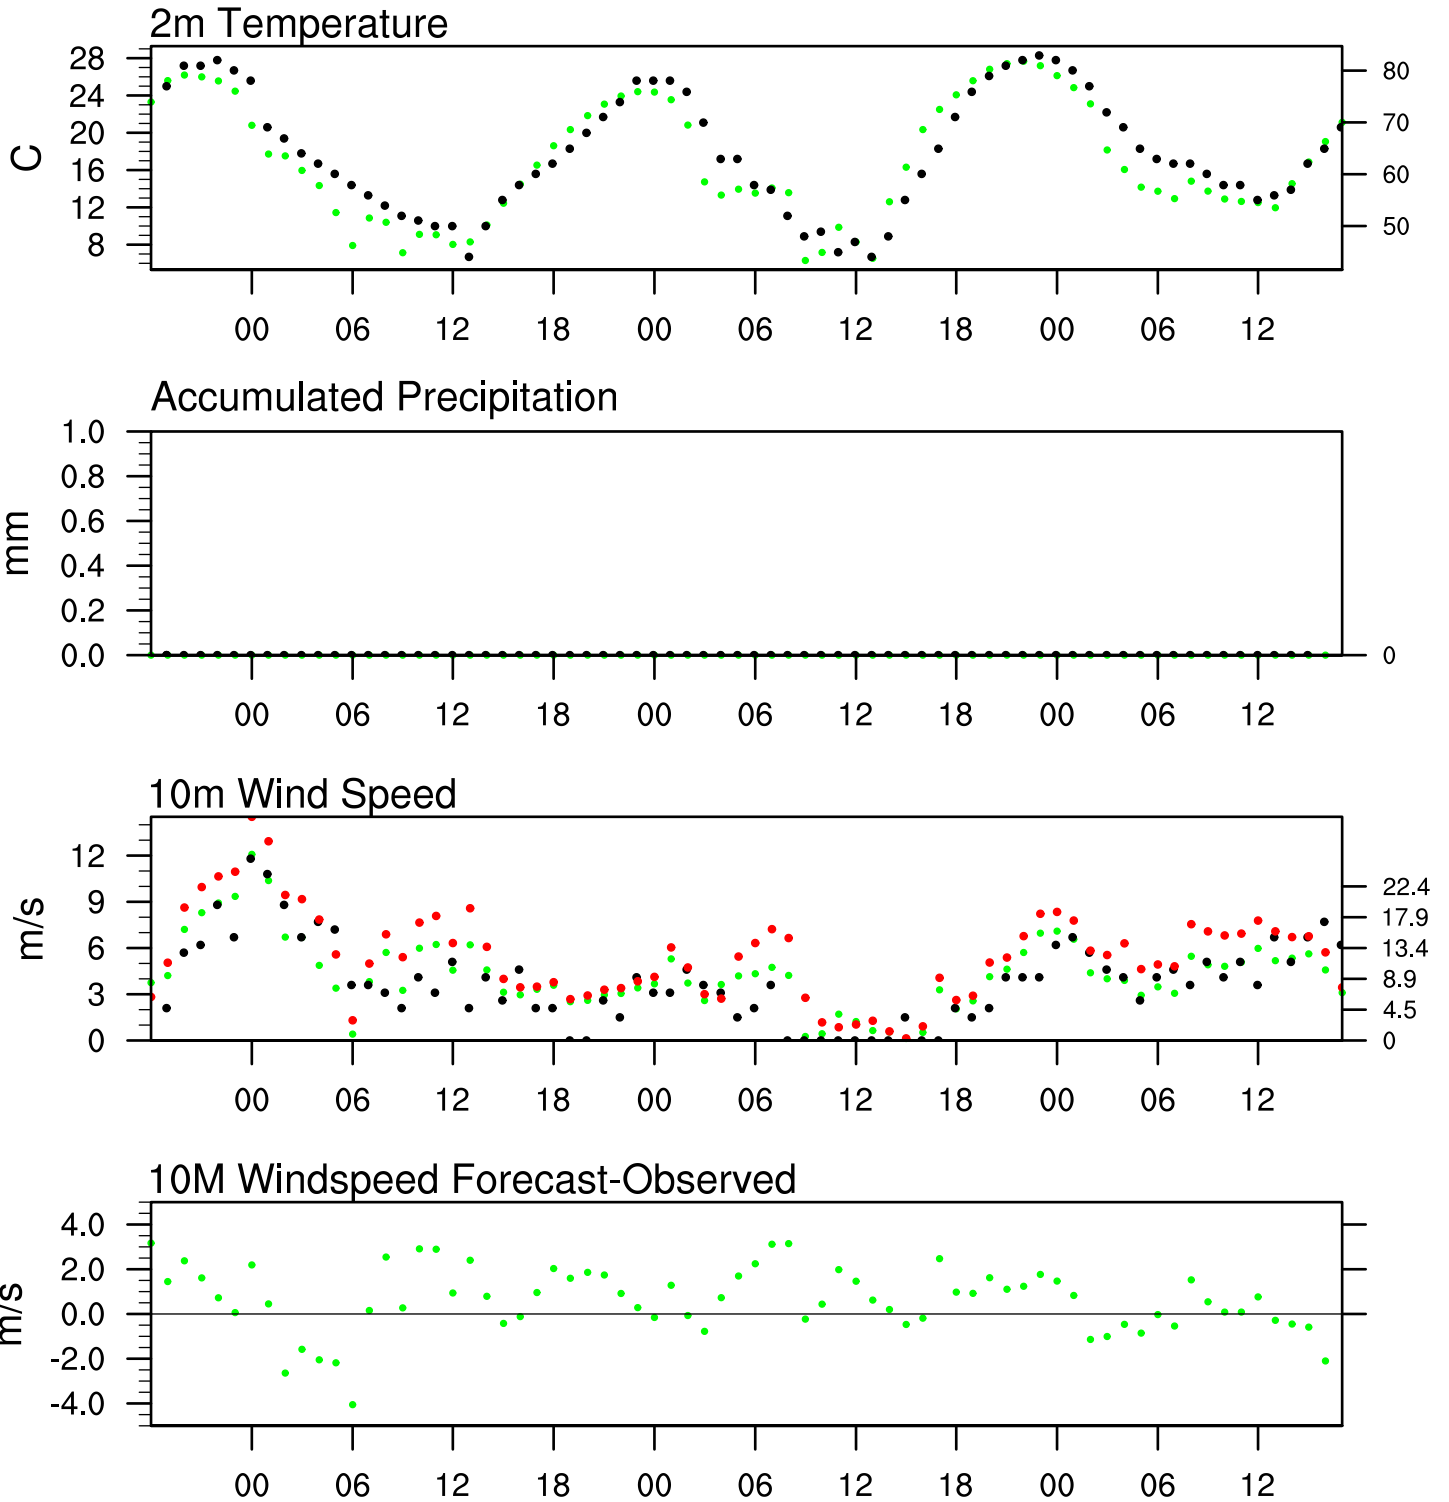 2m Temperature
28
24
20
16
12
8
C
80
70
60
50
00 06 12 18 00 06 12 18 00 06 12
Accumulated Precipitation
1.0
0.8
0.6
0.4
0.2
0.0
mm
0
00 06 12 18 00 06 12 18 00 06 12
10m Wind Speed
12
9
6
3
0
m/s
22.4
17.9
13.4
8.9
4.5
0
00 06 12 18 00 06 12 18 00 06 12
10M Windspeed Forecast-Observed
4.0
2.0
0.0
-2.0
-4.0
m/s
00 06 12 18 00 06 12 18 00 06 12